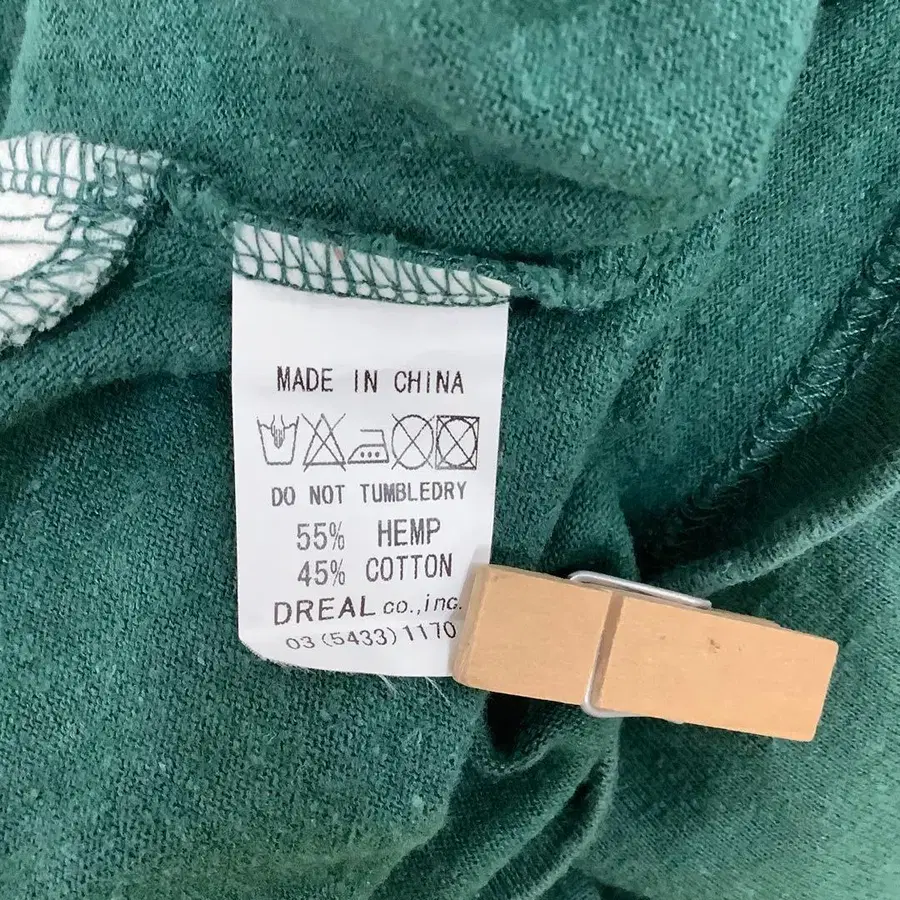 MADE IN CHINA
DO NOT TUMBLEDRY
55% HEMP
45% COTTON
DREAL co.,inc.
03(5433)1170